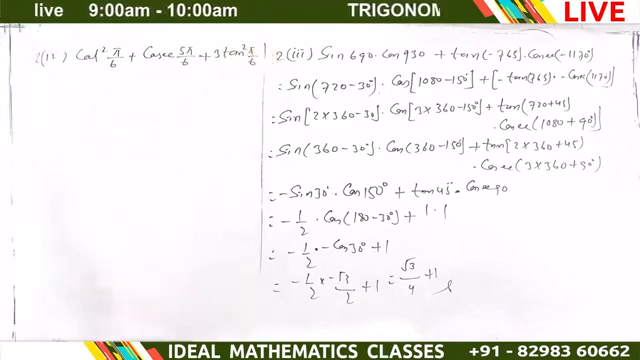 live 9:00am - 10:00am TRIGONOM LIVE
2(ii) Cot² π/6 + Cosec 5π/6 + 3tan² π/6
2(iii) Sin 690·Cos 930 + tan(-765)·Cosec(-1170°)
= Sin(720-30°)·Cos[1080-150°] + [-tan(765)·-Cosec(1170)]
= Sin[2×360-30]·Cos[3×360-150°] + tan(720+45)
·Cosec(1080+90°)]
= Sin(360-30°)·Cos(360-150°) + tan[2×360+45)
·Cosec(3×360+90°)
= -Sin30°·Cos150° + tan45°·Cosec90
= -1/2·Cos(180-30°) + 1·1
= -1/2·-Cos30° + 1
= -1/2 × -√3/2 + 1 = √3/4 + 1
IDEAL MATHEMATICS CLASSES +91 - 82983 60662